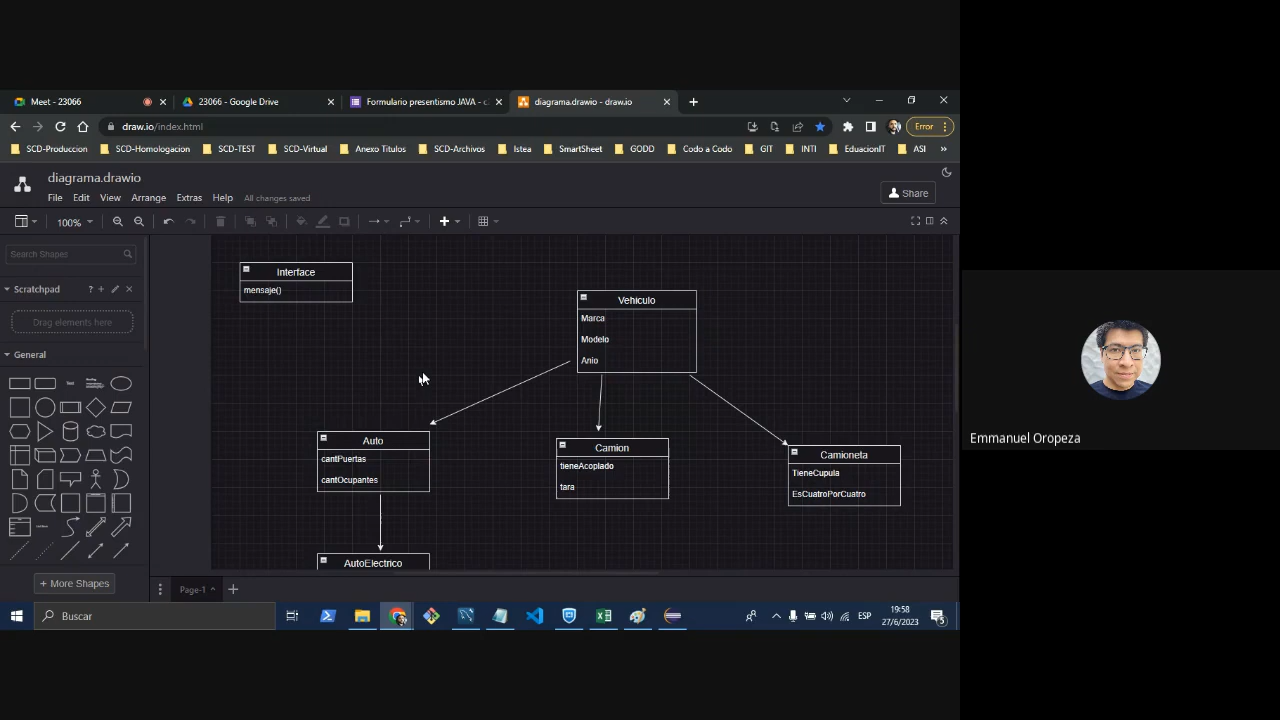 Meet - 23066
23066 - Google Drive
Formulario presentismo JAVA - c
diagrama.drawio - draw.io
draw.io/index.html
Error
SCD-Produccion
SCD-Homologacion
SCD-TEST
SCD-Virtual
Anexo Titulos
SCD-Archivos
Istea
SmartSheet
GODD
Codo a Codo
GIT
INTI
EduacionIT
ASI
»
diagrama.drawio
File Edit View Arrange Extras Help All changes saved
Share
100%
Search Shapes
Scratchpad
Drag elements here
General
Text
+ More Shapes
Interface
mensaje()
Vehiculo
Marca
Modelo
Anio
Auto
cantPuertas
cantOcupantes
Camion
tieneAcoplado
tara
Camioneta
TieneCupula
EsCuatroPorCuatro
AutoElectrico
Page-1
Emmanuel Oropeza
Buscar
ESP
19:58
27/6/2023
5